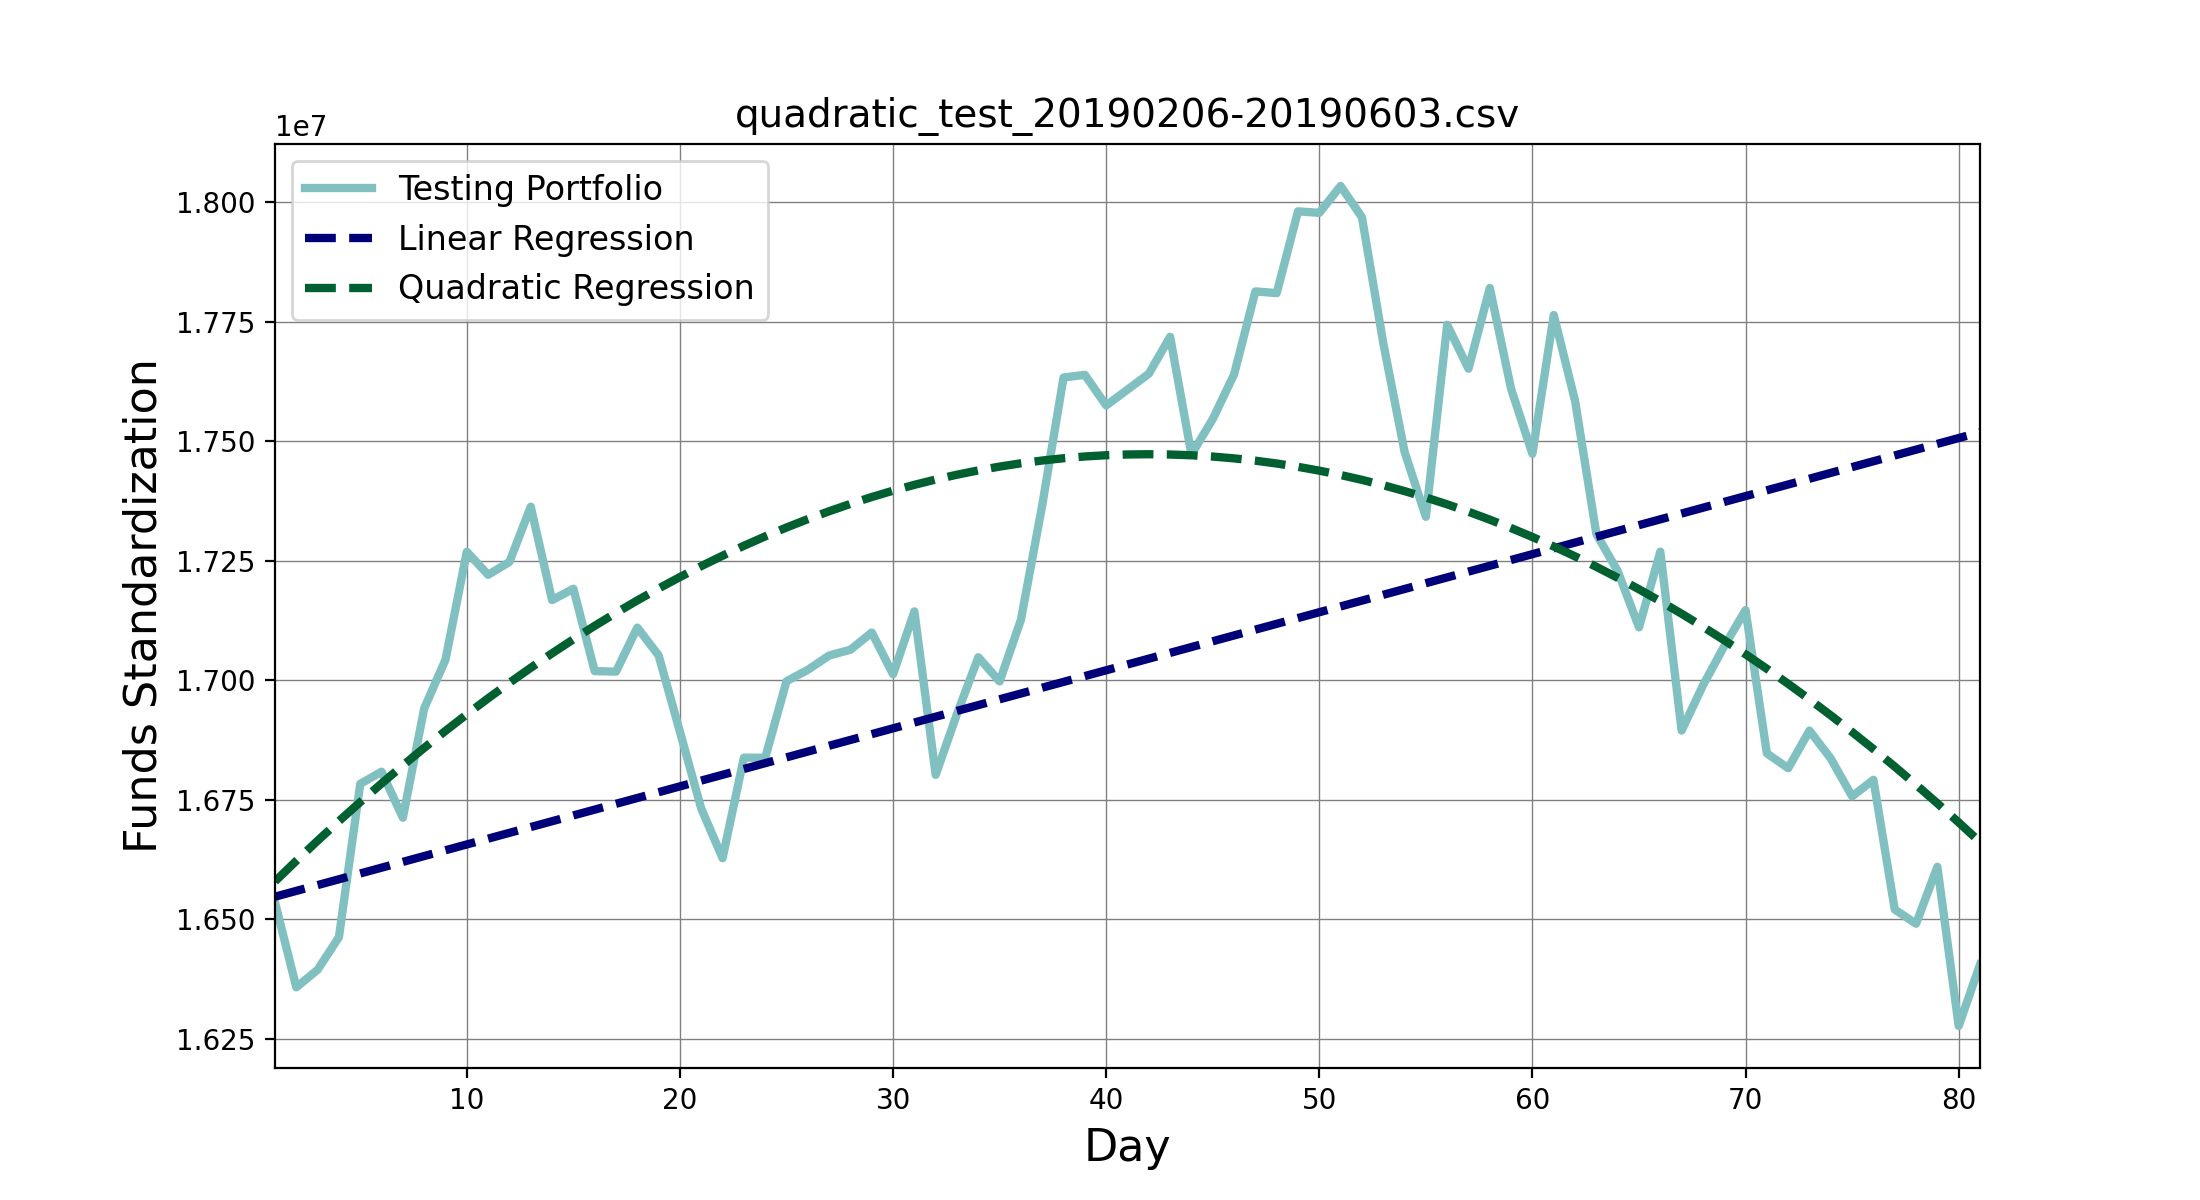 quadratic_test_20190206-20190603.csv
1e7
Testing Portfolio
Linear Regression
Quadratic Regression
1.800
1.775
1.750
1.725
1.700
1.675
1.650
1.625
Funds Standardization
10 20 30 40 50 60 70 80
Day